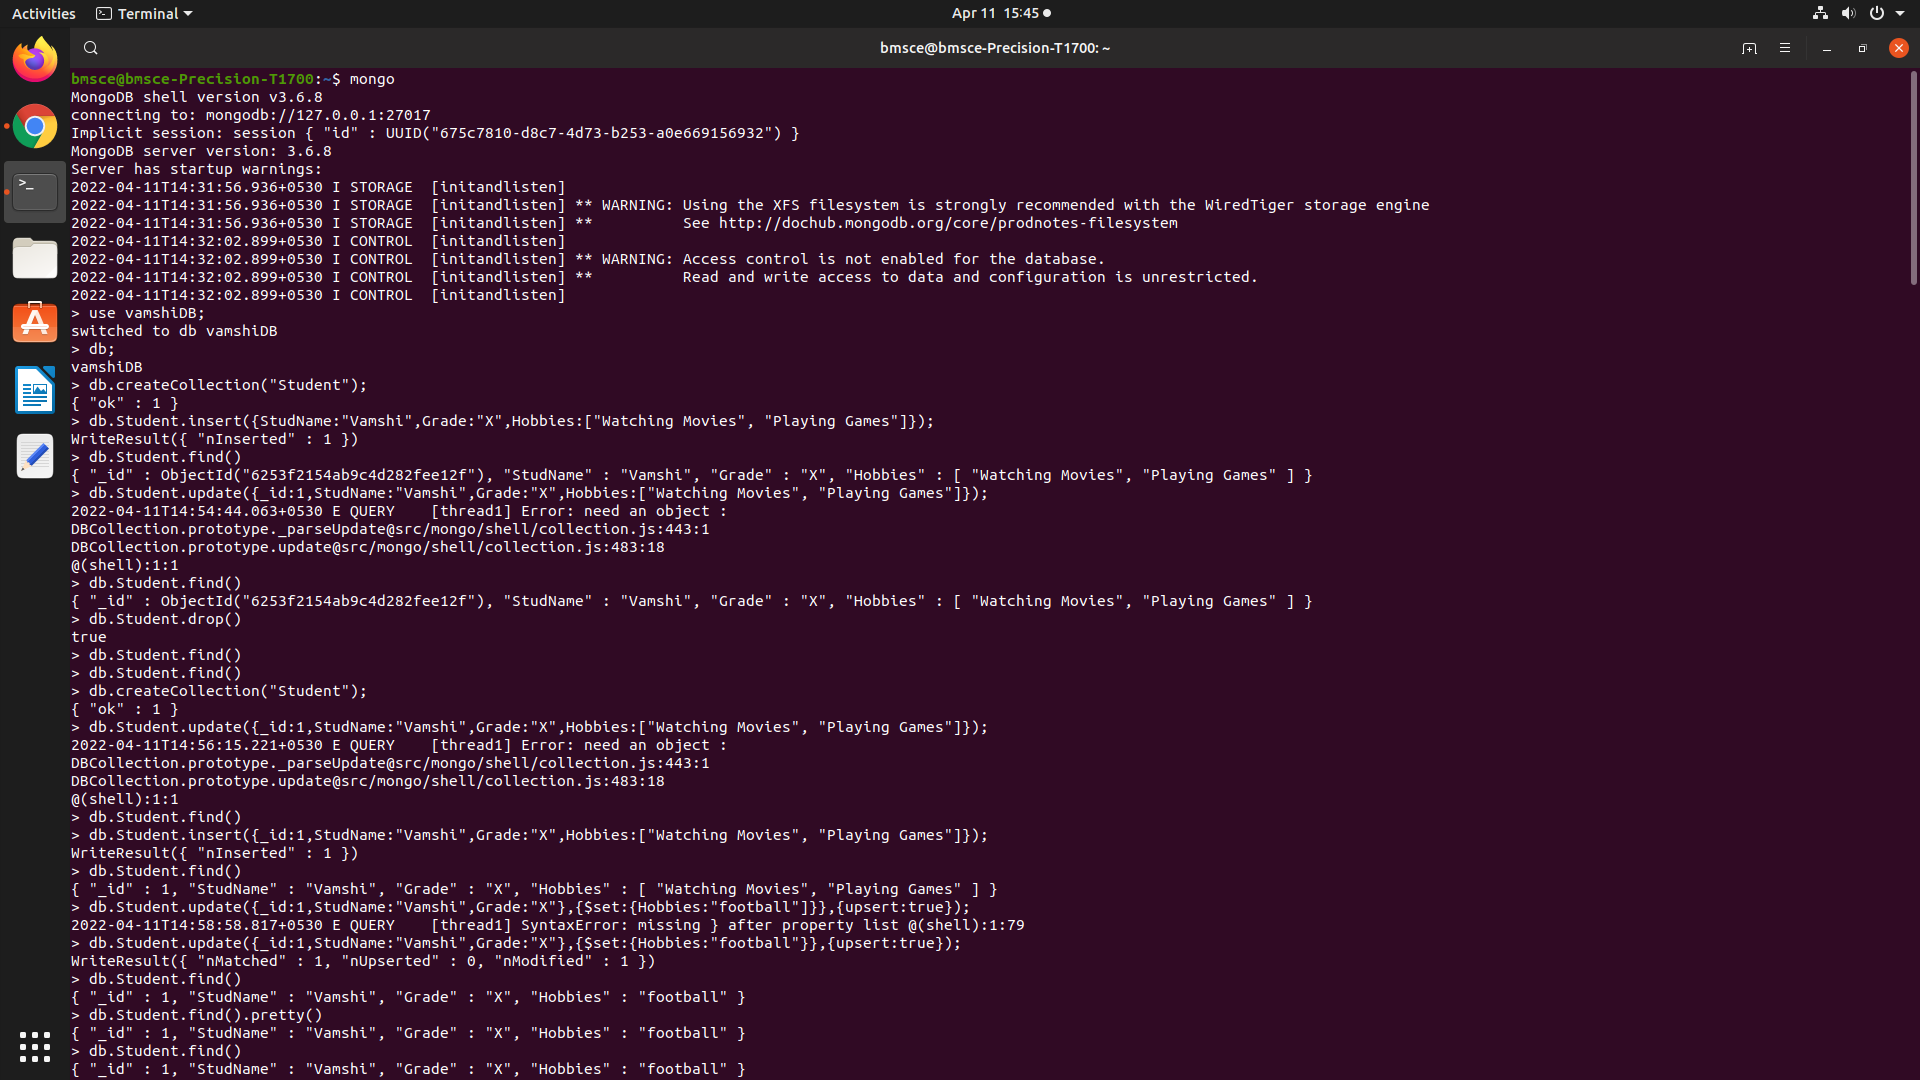 Activities Terminal Apr 11 15:45
bmsce@bmsce-Precision-T1700: ~
bmsce@bmsce-Precision-T1700:~$ mongo
MongoDB shell version v3.6.8
connecting to: mongodb://127.0.0.1:27017
Implicit session: session { "id" : UUID("675c7810-d8c7-4d73-b253-a0e669156932") }
MongoDB server version: 3.6.8
Server has startup warnings:
2022-04-11T14:31:56.936+0530 I STORAGE  [initandlisten]
2022-04-11T14:31:56.936+0530 I STORAGE  [initandlisten] ** WARNING: Using the XFS filesystem is strongly recommended with the WiredTiger storage engine
2022-04-11T14:31:56.936+0530 I STORAGE  [initandlisten] **          See http://dochub.mongodb.org/core/prodnotes-filesystem
2022-04-11T14:32:02.899+0530 I CONTROL  [initandlisten]
2022-04-11T14:32:02.899+0530 I CONTROL  [initandlisten] ** WARNING: Access control is not enabled for the database.
2022-04-11T14:32:02.899+0530 I CONTROL  [initandlisten] **          Read and write access to data and configuration is unrestricted.
2022-04-11T14:32:02.899+0530 I CONTROL  [initandlisten]
> use vamshiDB;
switched to db vamshiDB
> db;
vamshiDB
> db.createCollection("Student");
{ "ok" : 1 }
> db.Student.insert({StudName:"Vamshi",Grade:"X",Hobbies:["Watching Movies", "Playing Games"]});
WriteResult({ "nInserted" : 1 })
> db.Student.find()
{ "_id" : ObjectId("6253f2154ab9c4d282fee12f"), "StudName" : "Vamshi", "Grade" : "X", "Hobbies" : [ "Watching Movies", "Playing Games" ] }
> db.Student.update({_id:1,StudName:"Vamshi",Grade:"X",Hobbies:["Watching Movies", "Playing Games"]});
2022-04-11T14:54:44.063+0530 E QUERY    [thread1] Error: need an object :
DBCollection.prototype._parseUpdate@src/mongo/shell/collection.js:443:1
DBCollection.prototype.update@src/mongo/shell/collection.js:483:18
@(shell):1:1
> db.Student.find()
{ "_id" : ObjectId("6253f2154ab9c4d282fee12f"), "StudName" : "Vamshi", "Grade" : "X", "Hobbies" : [ "Watching Movies", "Playing Games" ] }
> db.Student.drop()
true
> db.Student.find()
> db.Student.find()
> db.createCollection("Student");
{ "ok" : 1 }
> db.Student.update({_id:1,StudName:"Vamshi",Grade:"X",Hobbies:["Watching Movies", "Playing Games"]});
2022-04-11T14:56:15.221+0530 E QUERY    [thread1] Error: need an object :
DBCollection.prototype._parseUpdate@src/mongo/shell/collection.js:443:1
DBCollection.prototype.update@src/mongo/shell/collection.js:483:18
@(shell):1:1
> db.Student.find()
> db.Student.insert({_id:1,StudName:"Vamshi",Grade:"X",Hobbies:["Watching Movies", "Playing Games"]});
WriteResult({ "nInserted" : 1 })
> db.Student.find()
{ "_id" : 1, "StudName" : "Vamshi", "Grade" : "X", "Hobbies" : [ "Watching Movies", "Playing Games" ] }
> db.Student.update({_id:1,StudName:"Vamshi",Grade:"X"},{$set:{Hobbies:"football"]}},{upsert:true});
2022-04-11T14:58:58.817+0530 E QUERY    [thread1] SyntaxError: missing } after property list @(shell):1:79
> db.Student.update({_id:1,StudName:"Vamshi",Grade:"X"},{$set:{Hobbies:"football"}},{upsert:true});
WriteResult({ "nMatched" : 1, "nUpserted" : 0, "nModified" : 1 })
> db.Student.find()
{ "_id" : 1, "StudName" : "Vamshi", "Grade" : "X", "Hobbies" : "football" }
> db.Student.find().pretty()
{ "_id" : 1, "StudName" : "Vamshi", "Grade" : "X", "Hobbies" : "football" }
> db.Student.find()
{ "_id" : 1, "StudName" : "Vamshi", "Grade" : "X", "Hobbies" : "football" }